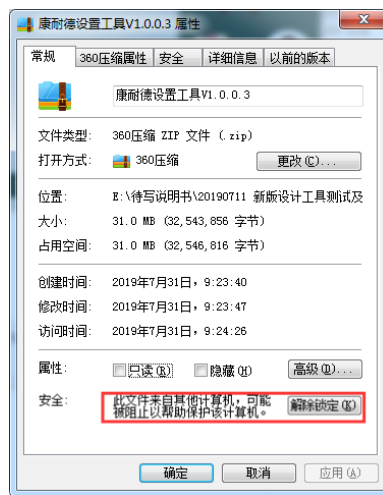 康耐德设置工具V1.0.0.3 属性
常规 360压缩属性 安全 详细信息 以前的版本
康耐德设置工具V1.0.0.3
文件类型: 360压缩 ZIP 文件 (.zip)
打开方式: 360压缩 更改(C)...
位置: E:\待写说明书\20190711 新版设计工具测试及
大小: 31.0 MB (32,543,856 字节)
占用空间: 31.0 MB (32,546,816 字节)
创建时间: 2019年7月31日，9:23:40
修改时间: 2019年7月31日，9:23:47
访问时间: 2019年7月31日，9:24:26
属性: 只读(R) 隐藏(H) 高级(D)...
安全: 此文件来自其他计算机，可能
被阻止以帮助保护该计算机。 解除锁定(K)
确定 取消 应用(A)